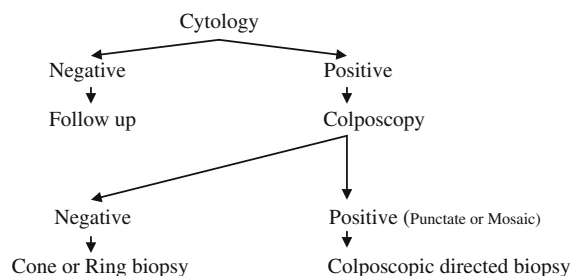 Cytology
Negative Positive
Follow up Colposcopy
Negative Positive (Punctate or Mosaic)
Cone or Ring biopsy Colposcopic directed biopsy